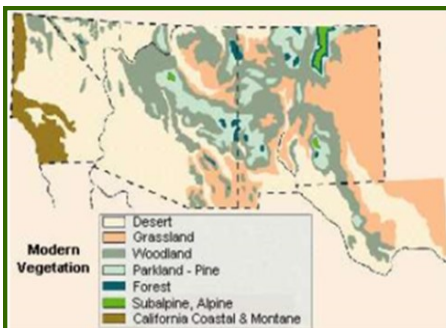 Modern
Vegetation
Desert
Grassland
Woodland
Parkland - Pine
Forest
Subalpine, Alpine
California Coastal & Montane